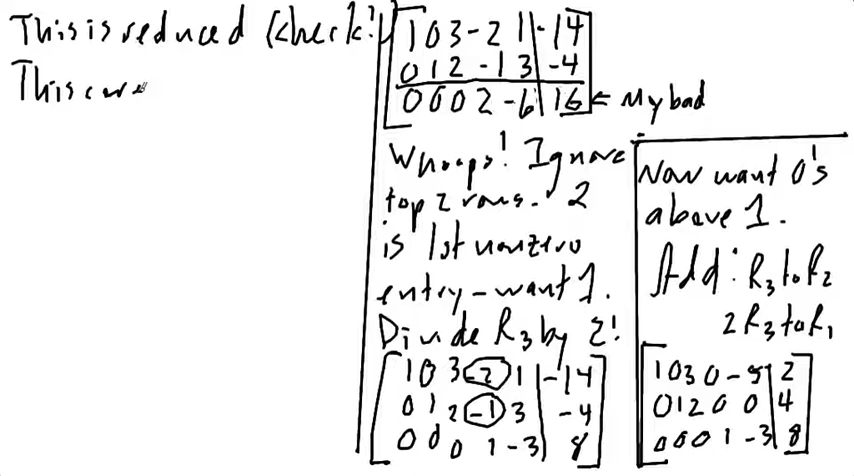 This is reduced (check!)
This corre
1 0 3 -2 1 | -14
0 1 2 -1 3 | -4
0 0 0 2 -6 | 16 ← My bad
Whoops! Ignore
top 2 rows. 2
is 1st nonzero
entry - want 1.
Divide R3 by 2!
1 0 3 -2 1 | -14
0 1 2 -1 3 | -4
0 0 0 1 -3 | 8
Now want 0's
above 1.
Add: R3 to R2
2R3 to R1
1 0 3 0 -5 | 2
0 1 2 0 0 | 4
0 0 0 1 -3 | 8